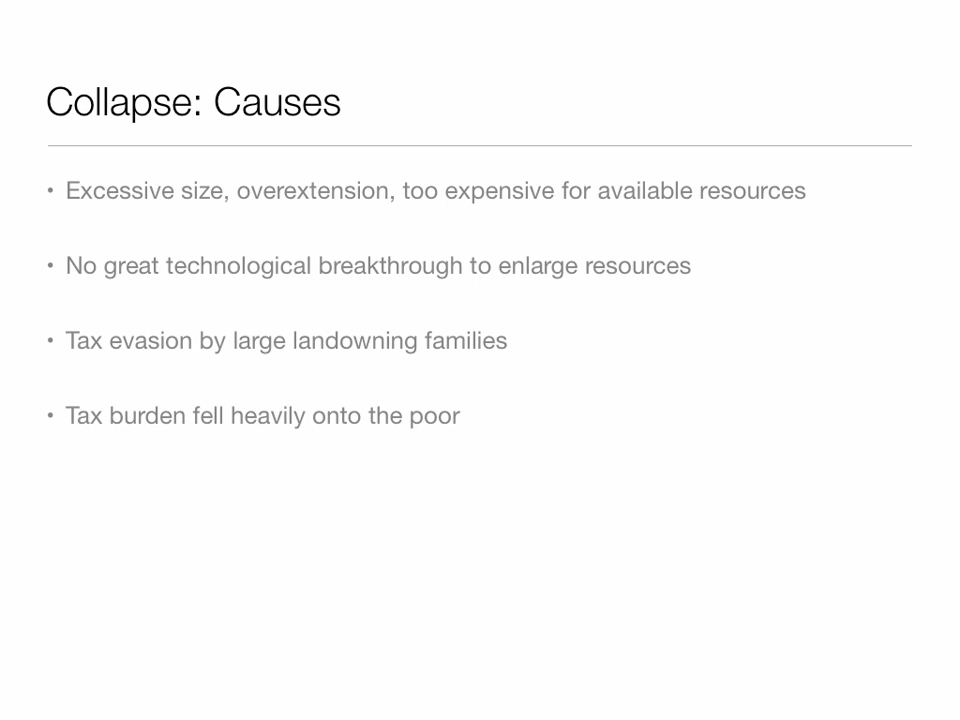 Collapse: Causes
• Excessive size, overextension, too expensive for available resources
• No great technological breakthrough to enlarge resources
• Tax evasion by large landowning families
• Tax burden fell heavily onto the poor